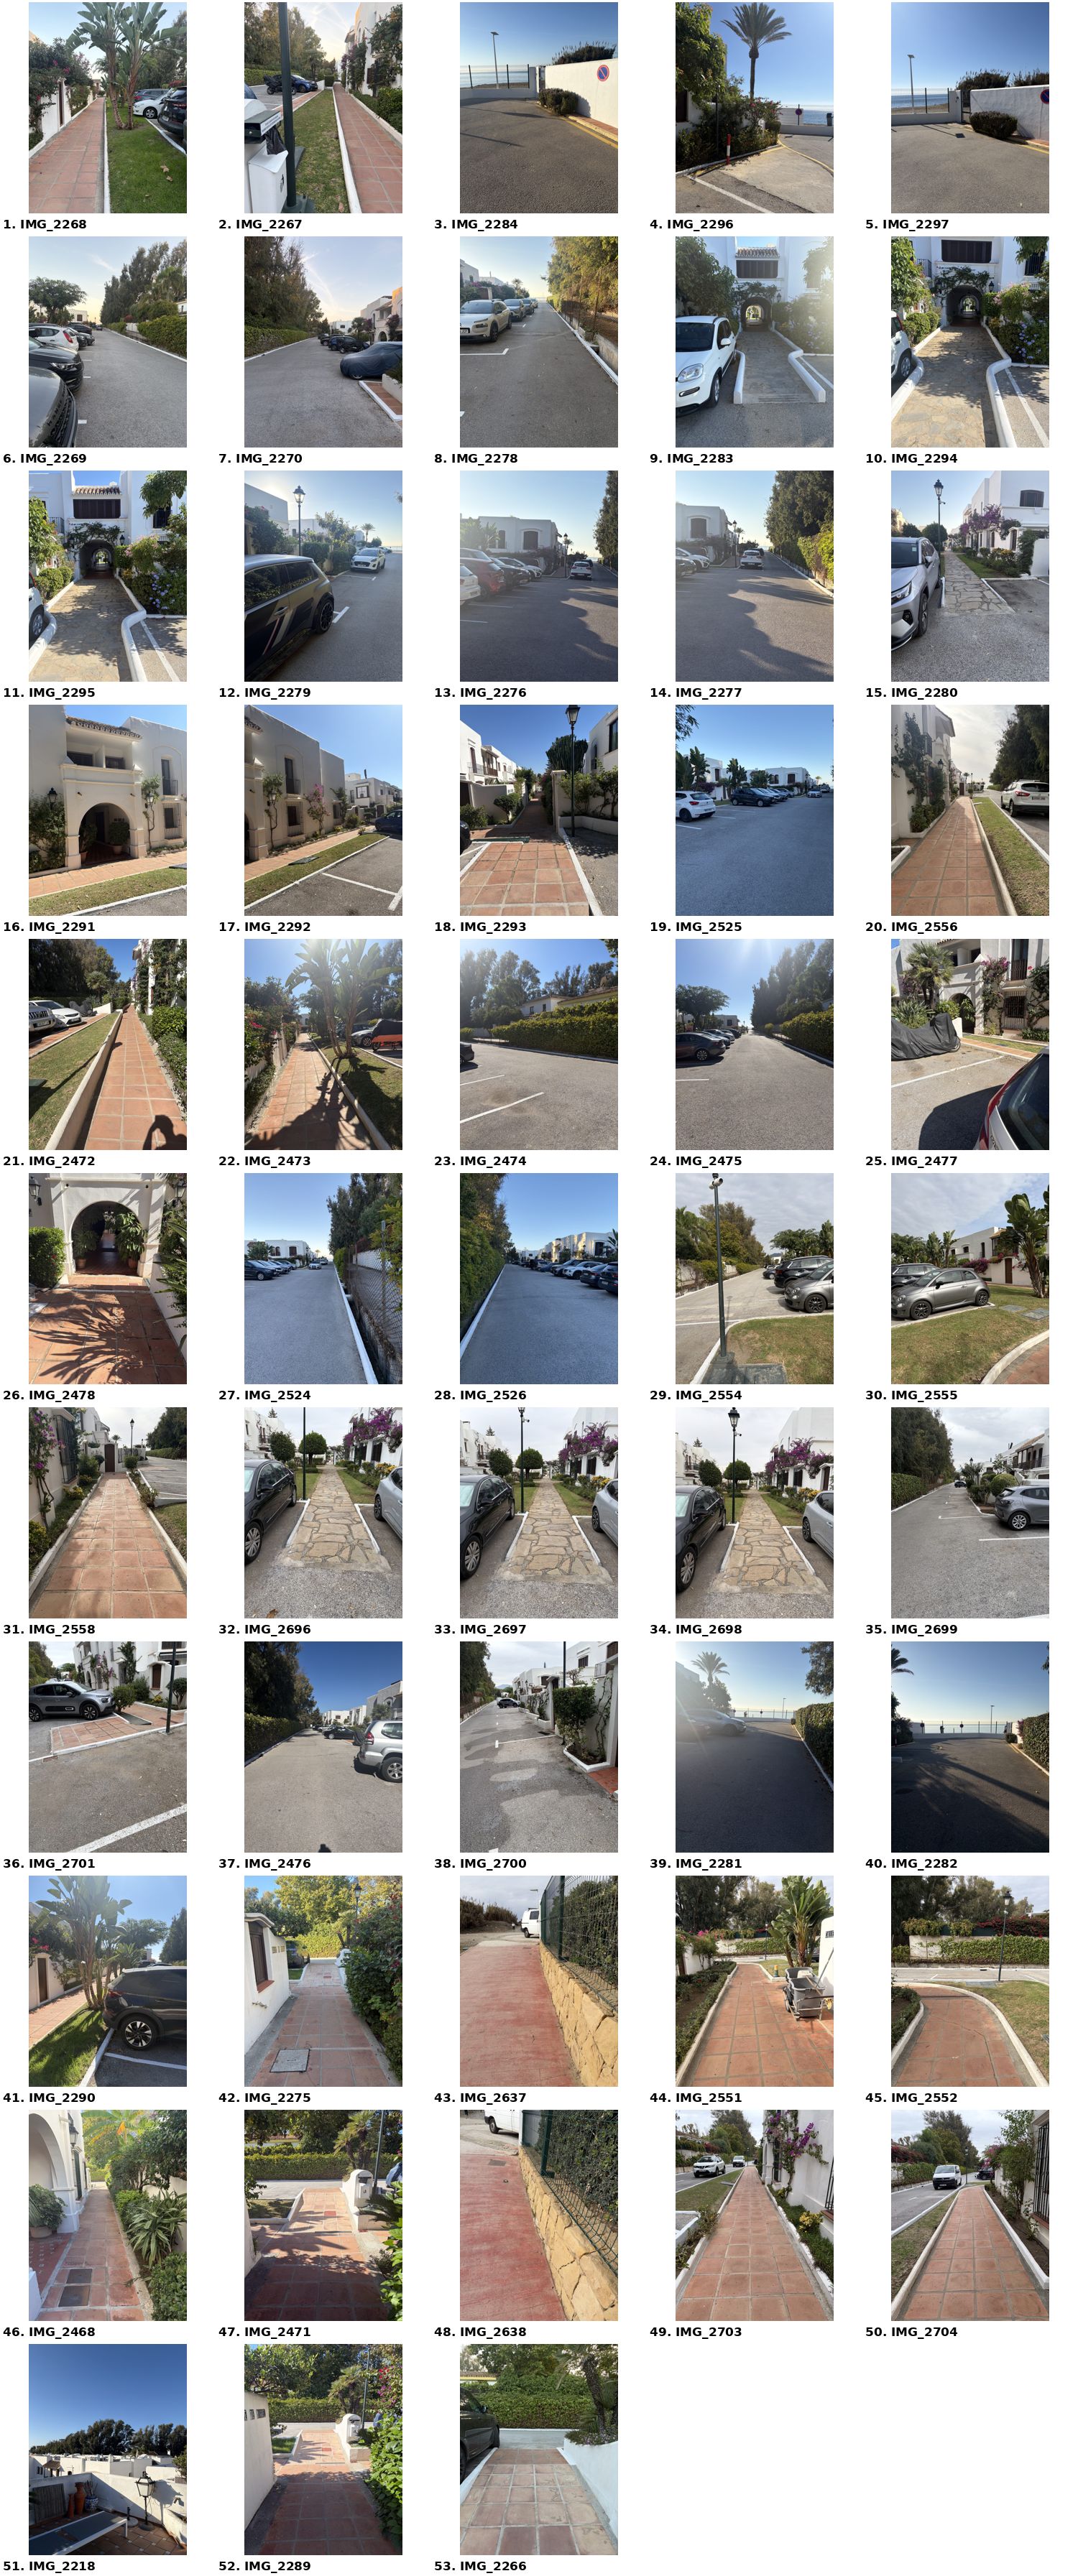 1. IMG_2268
2. IMG_2267
3. IMG_2284
4. IMG_2296
5. IMG_2297
6. IMG_2269
7. IMG_2270
8. IMG_2278
9. IMG_2283
10. IMG_2294
11. IMG_2295
12. IMG_2279
13. IMG_2276
14. IMG_2277
15. IMG_2280
16. IMG_2291
17. IMG_2292
18. IMG_2293
19. IMG_2525
20. IMG_2556
21. IMG_2472
22. IMG_2473
23. IMG_2474
24. IMG_2475
25. IMG_2477
26. IMG_2478
27. IMG_2524
28. IMG_2526
29. IMG_2554
30. IMG_2555
31. IMG_2558
32. IMG_2696
33. IMG_2697
34. IMG_2698
35. IMG_2699
36. IMG_2701
37. IMG_2476
38. IMG_2700
39. IMG_2281
40. IMG_2282
41. IMG_2290
42. IMG_2275
43. IMG_2637
44. IMG_2551
45. IMG_2552
46. IMG_2468
47. IMG_2471
48. IMG_2638
49. IMG_2703
50. IMG_2704
51. IMG_2218
52. IMG_2289
53. IMG_2266